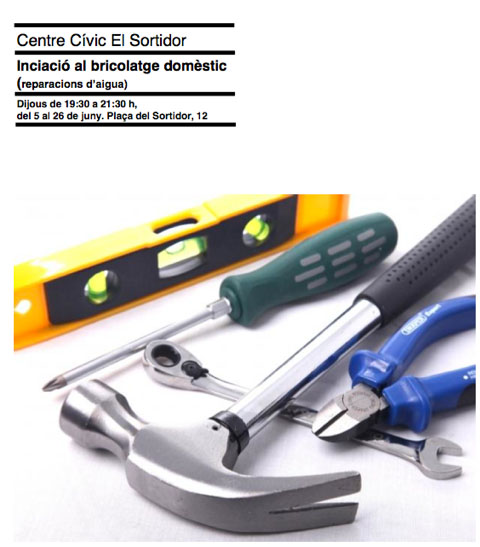 Centre Cívic El Sortidor
Inciació al bricolatge domèstic
(reparacions d'aigua)
Dijous de 19:30 a 21:30 h,
del 5 al 26 de juny. Plaça del Sortidor, 12